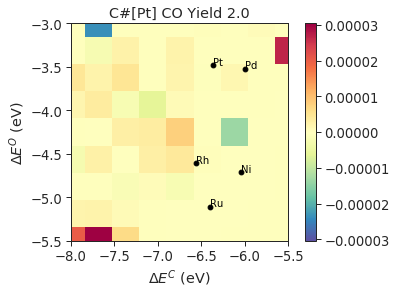 C#[Pt] CO Yield 2.0
−3.0
−3.5
−4.0
−4.5
−5.0
−5.5
ΔE^O (eV)
−8.0 −7.5 −7.0 −6.5 −6.0 −5.5
ΔE^C (eV)
Pt
Pd
Rh
Ni
Ru
0.00003
0.00002
0.00001
0.00000
−0.00001
−0.00002
−0.00003